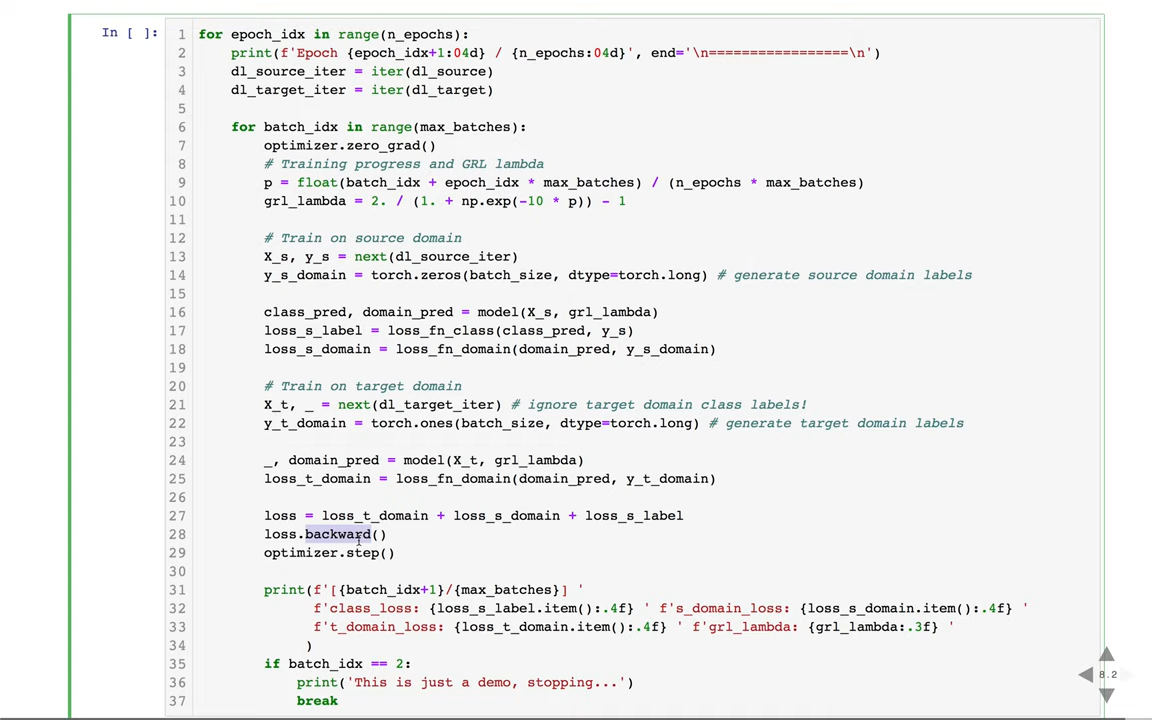 In [ ]:
1 for epoch_idx in range(n_epochs):
2     print(f'Epoch {epoch_idx+1:04d} / {n_epochs:04d}', end='\n=================\n')
3     dl_source_iter = iter(dl_source)
4     dl_target_iter = iter(dl_target)
5
6     for batch_idx in range(max_batches):
7         optimizer.zero_grad()
8         # Training progress and GRL lambda
9         p = float(batch_idx + epoch_idx * max_batches) / (n_epochs * max_batches)
10         grl_lambda = 2. / (1. + np.exp(-10 * p)) - 1
11
12         # Train on source domain
13         X_s, y_s = next(dl_source_iter)
14         y_s_domain = torch.zeros(batch_size, dtype=torch.long) # generate source domain labels
15
16         class_pred, domain_pred = model(X_s, grl_lambda)
17         loss_s_label = loss_fn_class(class_pred, y_s)
18         loss_s_domain = loss_fn_domain(domain_pred, y_s_domain)
19
20         # Train on target domain
21         X_t, _ = next(dl_target_iter) # ignore target domain class labels!
22         y_t_domain = torch.ones(batch_size, dtype=torch.long) # generate target domain labels
23
24         _, domain_pred = model(X_t, grl_lambda)
25         loss_t_domain = loss_fn_domain(domain_pred, y_t_domain)
26
27         loss = loss_t_domain + loss_s_domain + loss_s_label
28         loss.backward()
29         optimizer.step()
30
31         print(f'[{batch_idx+1}/{max_batches}] '
32               f'class_loss: {loss_s_label.item():.4f} ' f's_domain_loss: {loss_s_domain.item():.4f} '
33               f't_domain_loss: {loss_t_domain.item():.4f} ' f'grl_lambda: {grl_lambda:.3f} '
34              )
35         if batch_idx == 2:
36             print('This is just a demo, stopping...')
37             break
8.2